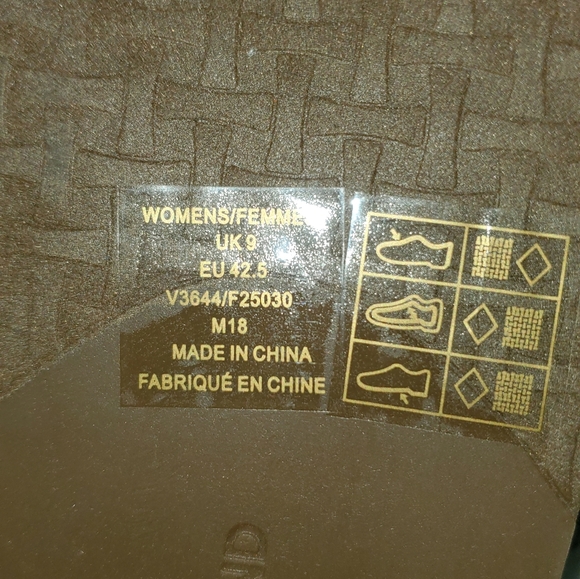 WOMENS/FEMME
UK 9
EU 42.5
V3644/F25030
M18
MADE IN CHINA
FABRIQUÉ EN CHINE